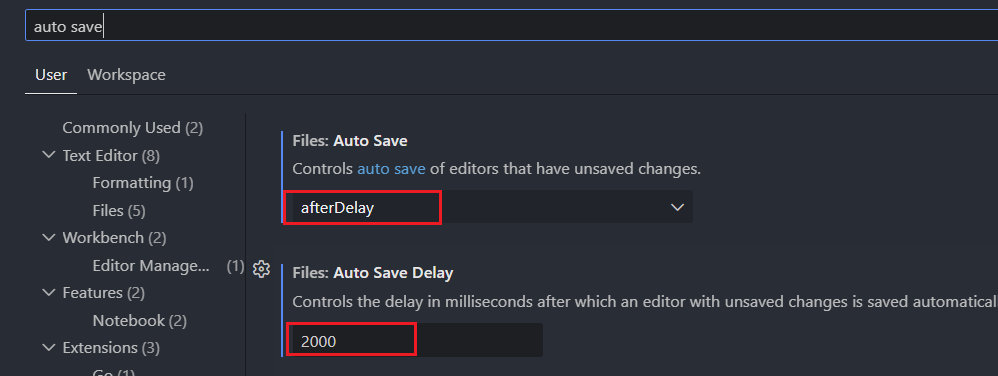 auto save
User Workspace
Commonly Used (2)
Text Editor (8)
Formatting (1)
Files (5)
Workbench (2)
Editor Manage... (1)
Features (2)
Notebook (2)
Extensions (3)
Go (1)
Files: Auto Save
Controls auto save of editors that have unsaved changes.
afterDelay
Files: Auto Save Delay
Controls the delay in milliseconds after which an editor with unsaved changes is saved automatical
2000